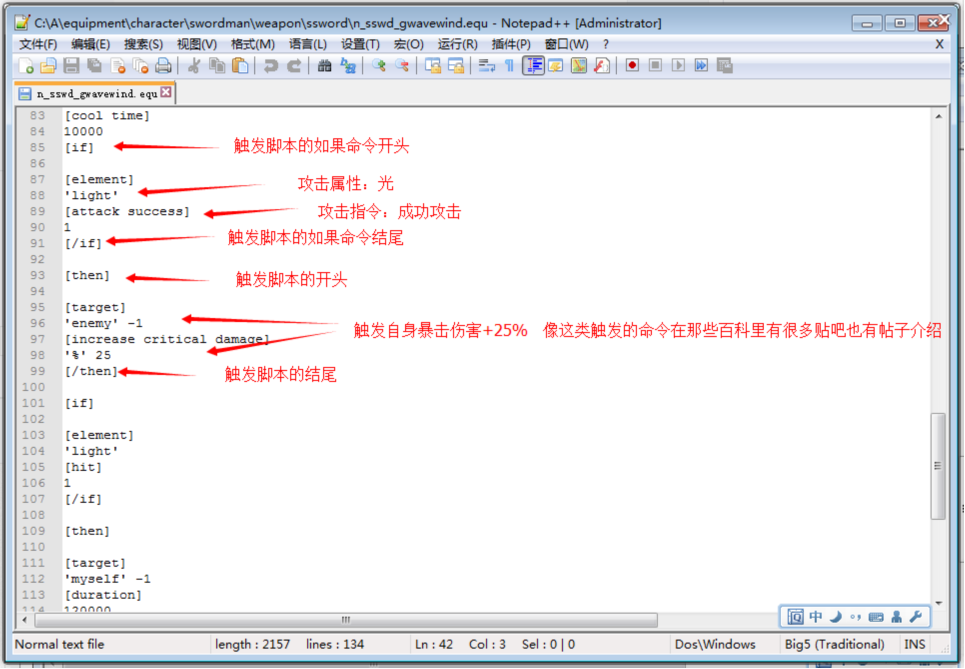 C:\A\equipment\character\swordman\weapon\ssword\n_sswd_gwavewind.equ - Notepad++ [Administrator]
文件(F) 编辑(E) 搜索(S) 视图(V) 格式(M) 语言(L) 设置(T) 宏(O) 运行(R) 插件(P) 窗口(W) ? X
n_sswd_gwavewind.equ
83 [cool time]
84 10000
85 [if] 触发脚本的如果命令开头
86
87 [element] 攻击属性：光
88 'light'
89 [attack success] 攻击指令：成功攻击
90 1
91 [/if] 触发脚本的如果命令结尾
92
93 [then] 触发脚本的开头
94
95 [target]
96 'enemy' -1 触发自身暴击伤害+25% 像这类触发的命令在那些百科里有很多贴吧也有帖子介绍
97 [increase critical damage]
98 '%' 25
99 [/then] 触发脚本的结尾
100
101 [if]
102
103 [element]
104 'light'
105 [hit]
106 1
107 [/if]
108
109 [then]
110
111 [target]
112 'myself' -1
113 [duration]
114 120000
中
Normal text file length : 2157 lines : 134 Ln : 42 Col : 3 Sel : 0 | 0 Dos\Windows Big5 (Traditional) INS